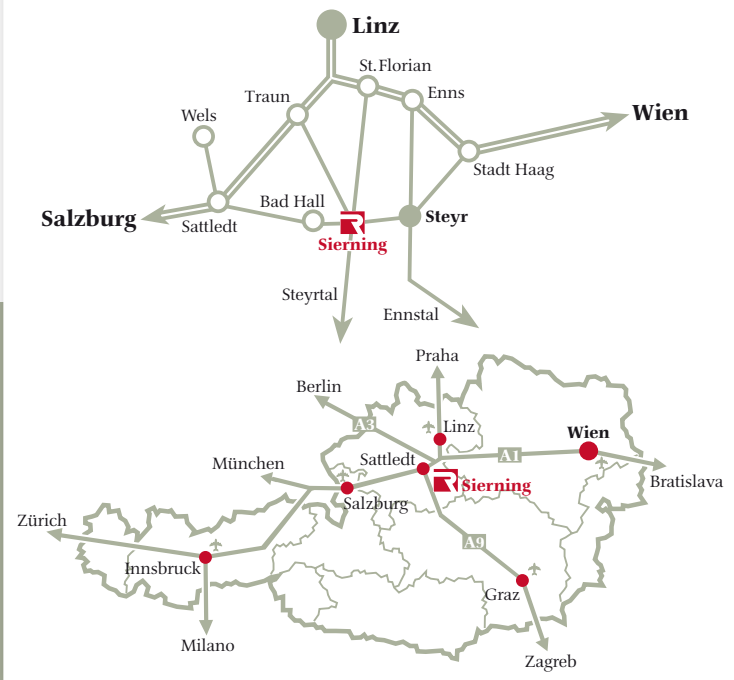 Linz
St.Florian
Traun
Enns
Wels
Wien
Stadt Haag
Bad Hall
Salzburg
Sattledt
Steyr
Sierning
Steyrtal
Ennstal
Praha
Berlin
A3
Linz
Wien
Sattledt
A1
München
Bratislava
Sierning
Salzburg
Zürich
A9
Innsbruck
Graz
Milano
Zagreb